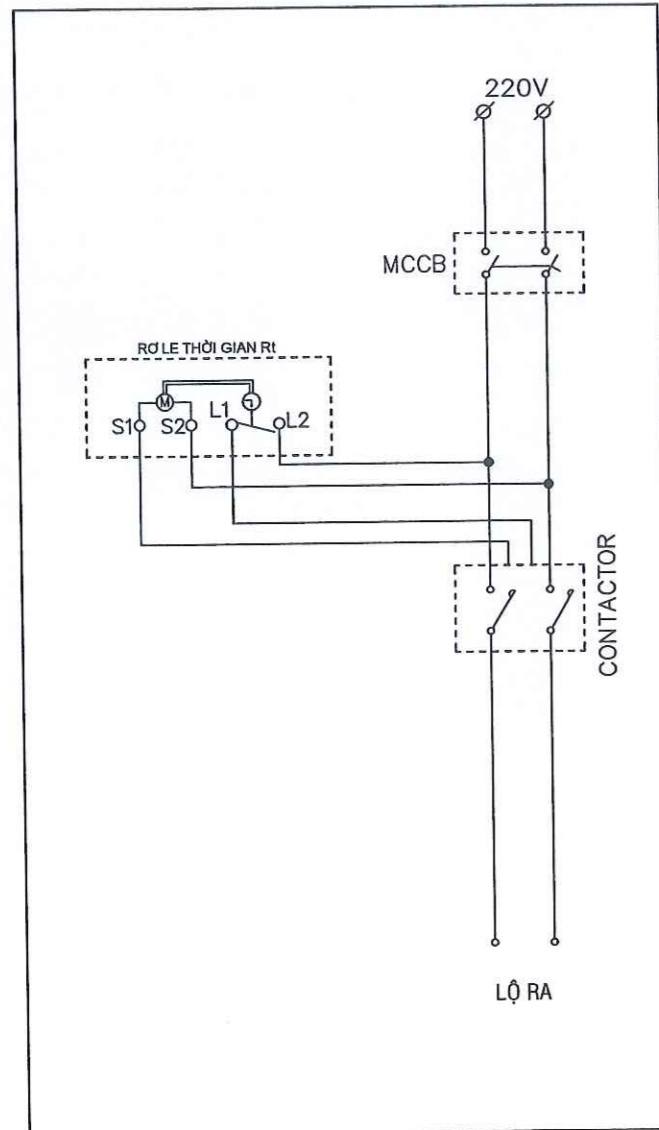 220V
MCCB
RƠ LE THỜI GIAN Rt
M
S1 S2 L1 L2
CONTACTOR
LỘ RA